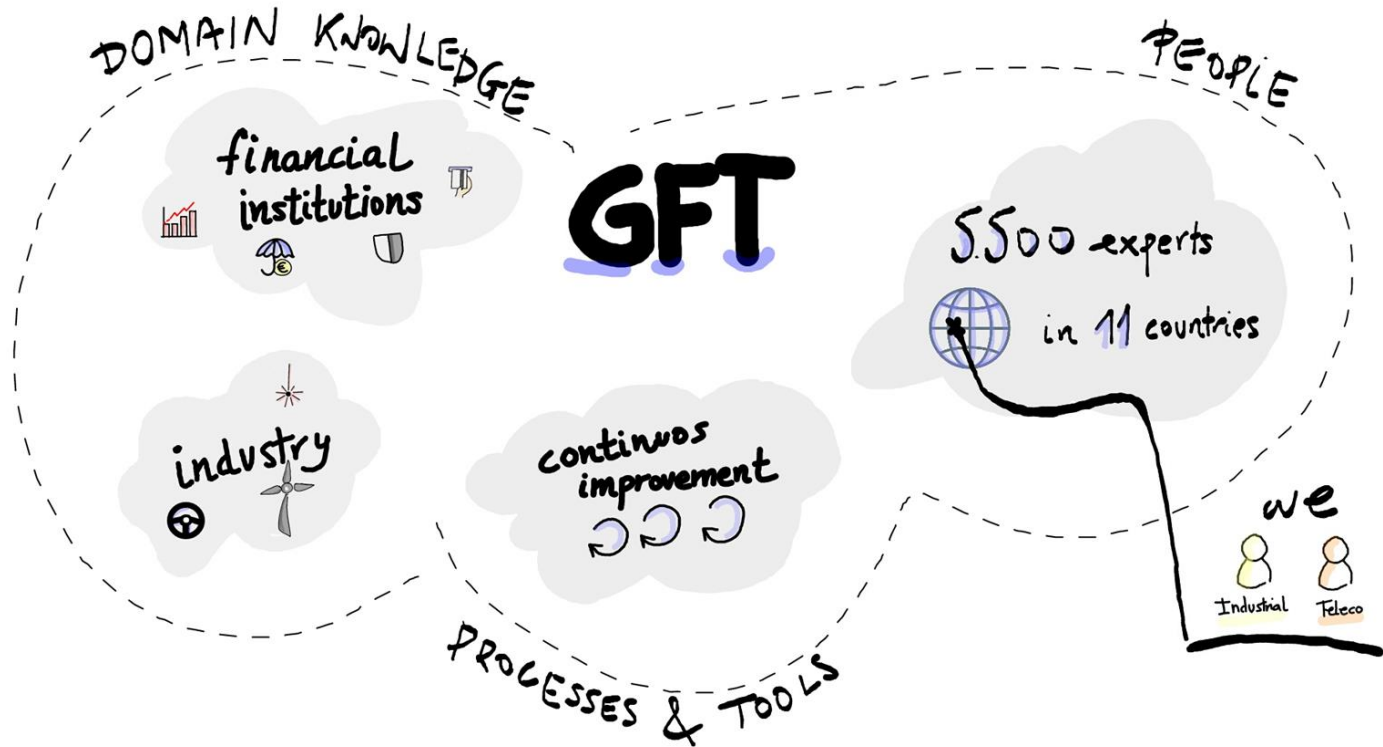 DOMAIN KNOWLEDGE
financial
institutions
€
industry
GFT
continuos
improvement
PROCESSES & TOOLS
PEOPLE
5.500 experts
in 11 countries
we
Industrial
Teleco